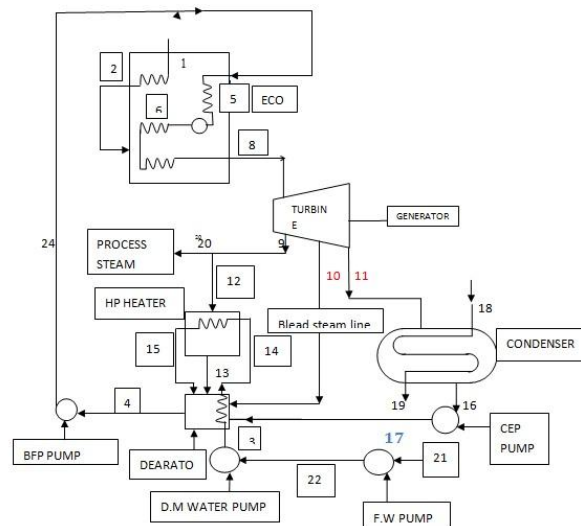 2
1
5
ECO
6
8
TURBIN
E
GENERATOR
24
PROCESS
STEAM
20
9
10
11
12
18
HP HEATER
Blead steam line
CONDENSER
15
14
13
19
16
4
3
17
21
CEP
PUMP
BFP PUMP
DEARATO
22
D.M WATER PUMP
F.W PUMP